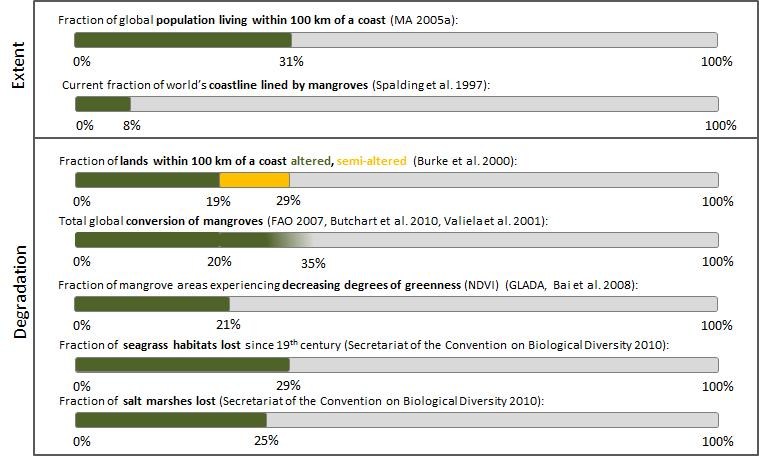 Extent
Fraction of global population living within 100 km of a coast (MA 2005a):
0% 31% 100%
Current fraction of world's coastline lined by mangroves (Spalding et al. 1997):
0% 8% 100%
Degradation
Fraction of lands within 100 km of a coast altered, semi-altered (Burke et al. 2000):
19% 29% 100%
Total global conversion of mangroves (FAO 2007, Butchart et al. 2010, Valiela et al. 2001):
0% 20% 35% 100%
Fraction of mangrove areas experiencing decreasing degrees of greenness (NDVI) (GLADA, Bai et al. 2008):
0% 21% 100%
Fraction of seagrass habitats lost since 19th century (Secretariat of the Convention on Biological Diversity 2010):
0% 29% 100%
Fraction of salt marshes lost (Secretariat of the Convention on Biological Diversity 2010):
0% 25% 100%